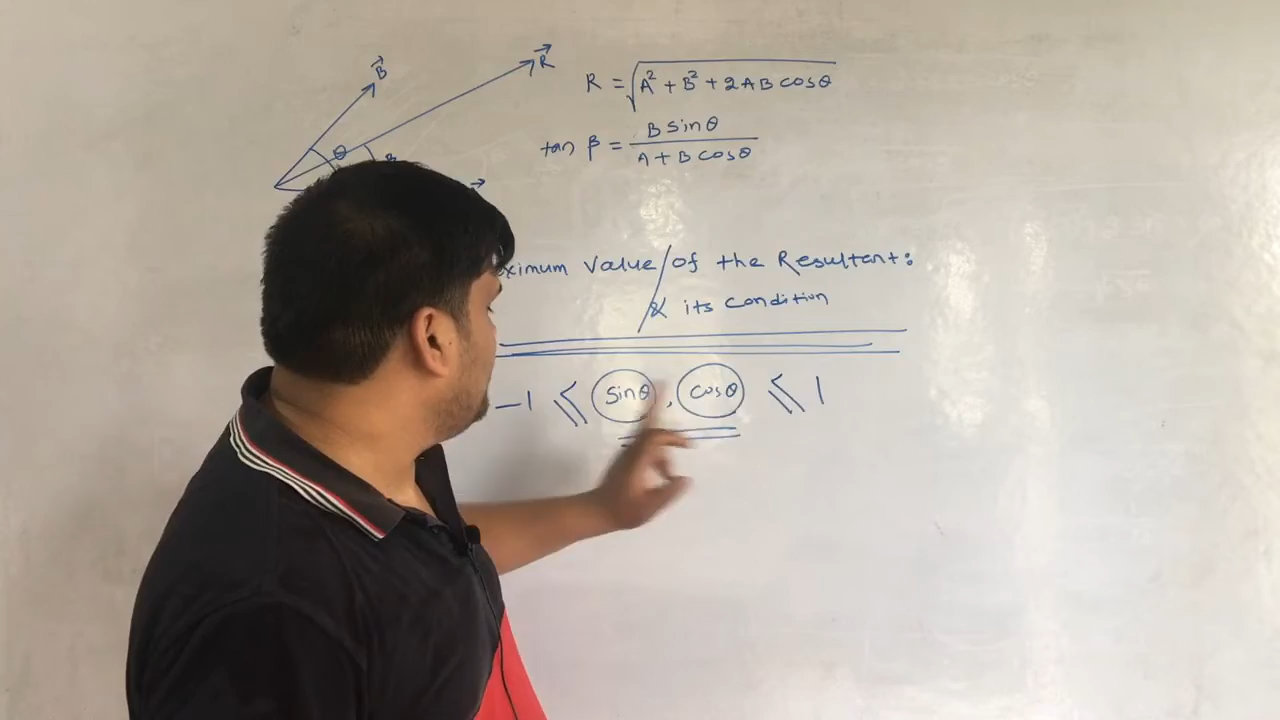 B⃗
R⃗
θ
R = √(A² + B² + 2AB cosθ)
tan β = B sinθ / (A + B cosθ)
ximum Value / of the Resultant:
& its condition
-1 ⩽ sinθ , cosθ ⩽ 1